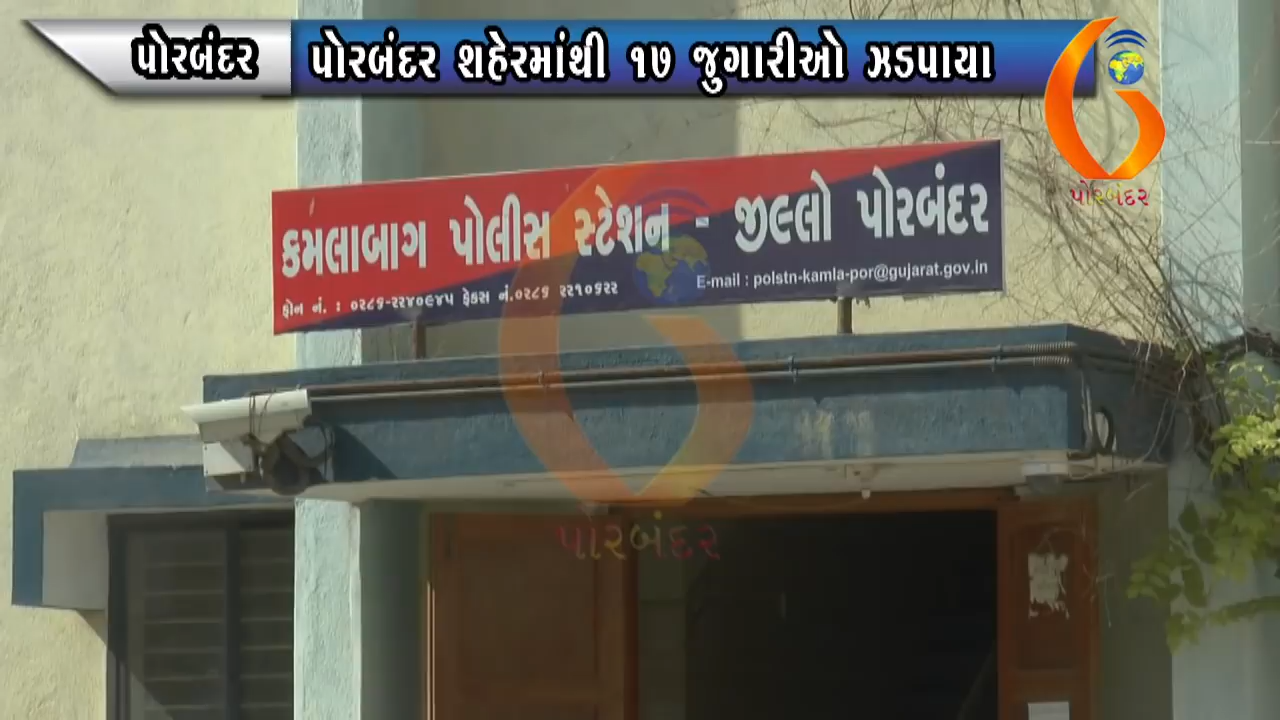 પોરબંદર
પોરબંદર શહેરમાંથી ૧૭ જુગારીઓ ઝડપાયા
પોરબંદર
કમલાબાગ પોલીસ સ્ટેશન - જીલ્લો પોરબંદર
ફોન નં. : ૦૨૮૬-૨૨૪૦૯૪૫ ફેકસ નં.૦૨૮૬ ૨૨૧૦૬૨૨
E-mail : polstn-kamla-por@gujarat.gov.in
પોરબંદર